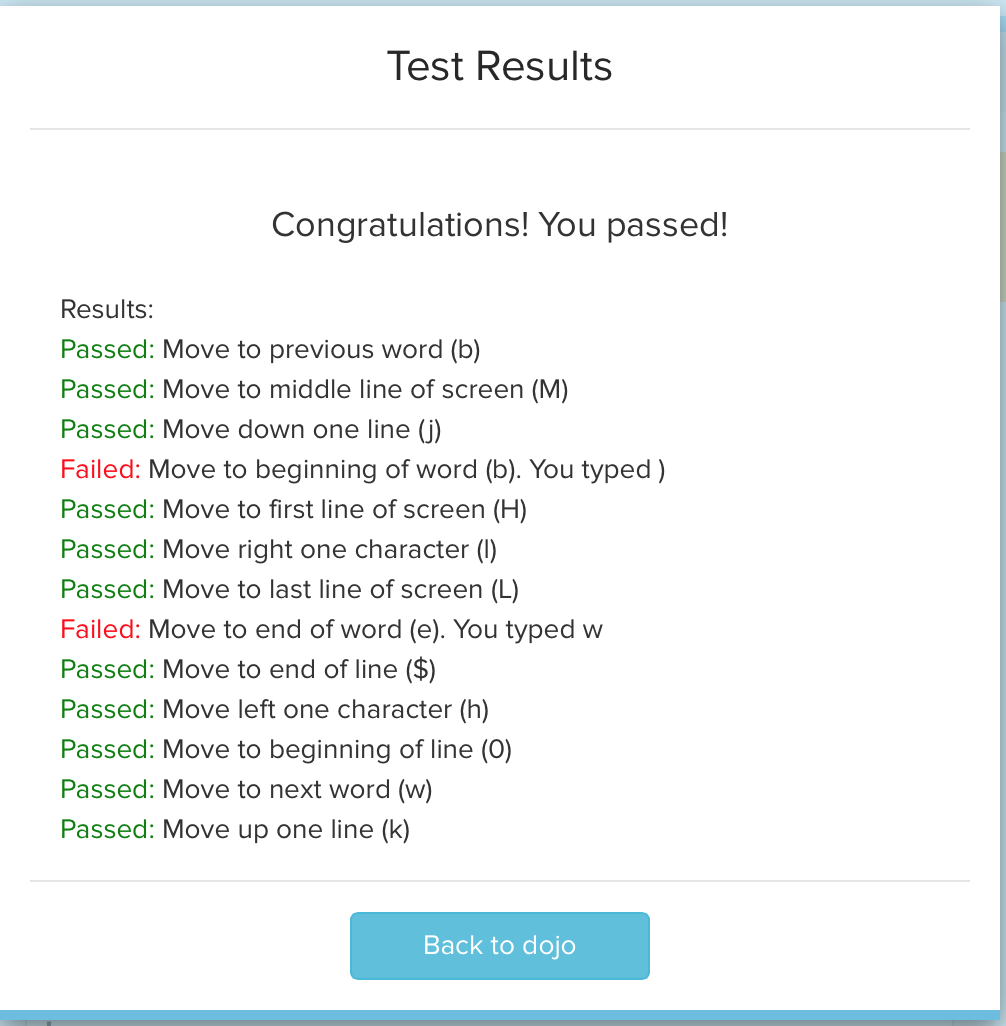 Test Results
Congratulations! You passed!
Results:
Passed: Move to previous word (b)
Passed: Move to middle line of screen (M)
Passed: Move down one line (j)
Failed: Move to beginning of word (b). You typed )
Passed: Move to first line of screen (H)
Passed: Move right one character (l)
Passed: Move to last line of screen (L)
Failed: Move to end of word (e). You typed w
Passed: Move to end of line ($)
Passed: Move left one character (h)
Passed: Move to beginning of line (0)
Passed: Move to next word (w)
Passed: Move up one line (k)
Back to dojo